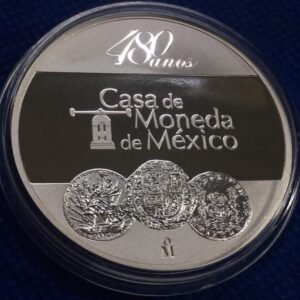 480
años
Casa de
Moneda
de México
M̊